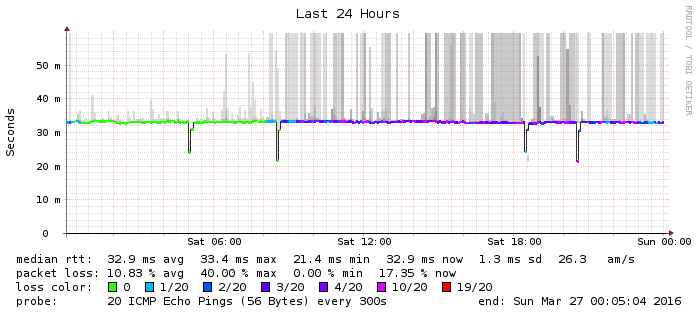 Last 24 Hours
RRDTOOL / TOBI OETIKER
Seconds
50 m
40 m
30 m
20 m
10 m
0
Sat 06:00 Sat 12:00 Sat 18:00 Sun 00:00
median rtt: 32.9 ms avg 33.4 ms max 21.4 ms min 32.9 ms now 1.3 ms sd 26.3 am/s
packet loss: 10.83 % avg 40.00 % max 0.00 % min 17.35 % now
loss color: 0 1/20 2/20 3/20 4/20 10/20 19/20
probe: 20 ICMP Echo Pings (56 Bytes) every 300s end: Sun Mar 27 00:05:04 2016